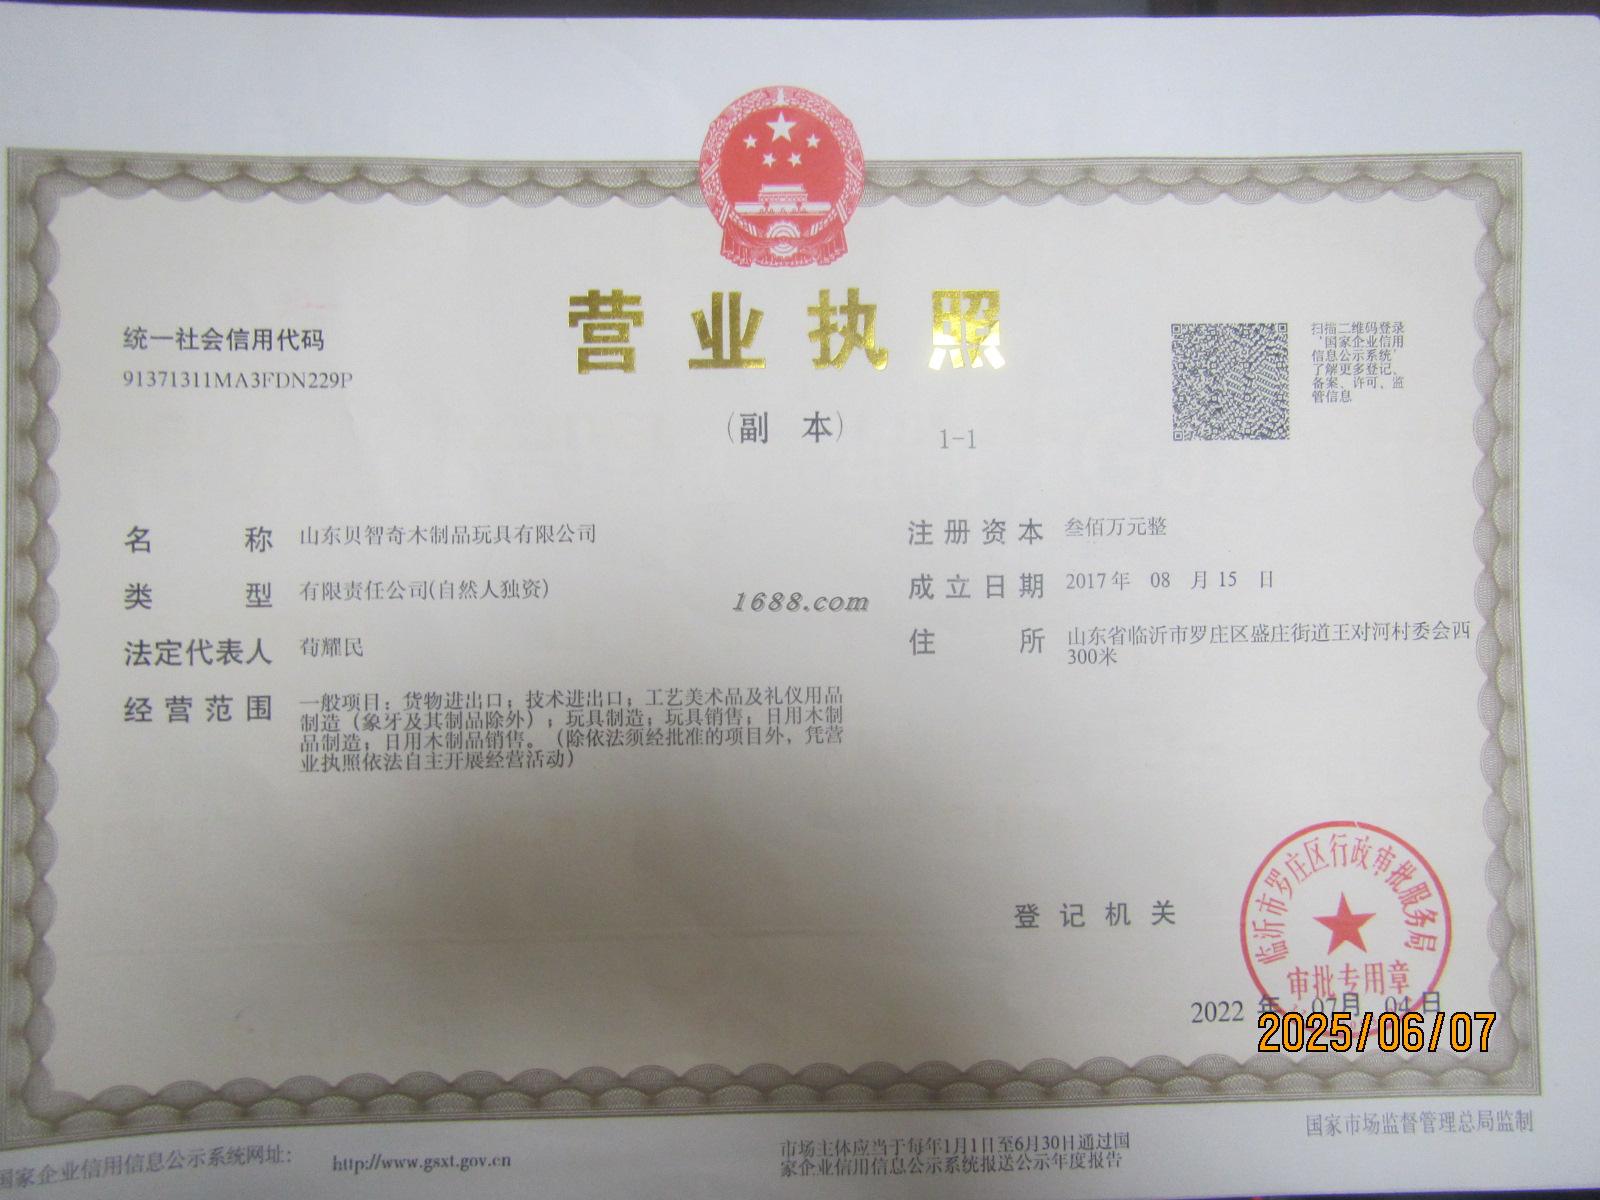 营业执照
(副 本)
1-1
统一社会信用代码
91371311MA3FDN229P
扫描二维码登录
'国家企业信用
信息公示系统'
了解更多登记、
备案、许可、监
管信息
名称 山东贝智奇木制品玩具有限公司
类型 有限责任公司(自然人独资)
法定代表人 荀耀民
经营范围 一般项目：货物进出口；技术进出口；工艺美术品及礼仪用品
制造（象牙及其制品除外）；玩具制造；玩具销售；日用木制
品制造；日用木制品销售。（除依法须经批准的项目外，凭营
业执照依法自主开展经营活动）
1688.com
注册资本 叁佰万元整
成立日期 2017年 08 月 15 日
住所 山东省临沂市罗庄区盛庄街道王对河村委会西
300米
登记机关
临沂市罗庄区行政审批服务局
审批专用章
2022 年 07月 04日
2025/06/07
国家企业信用信息公示系统网址：
http://www.gsxt.gov.cn
市场主体应当于每年1月1日至6月30日通过国
家企业信用信息公示系统报送公示年度报告
国家市场监督管理总局监制